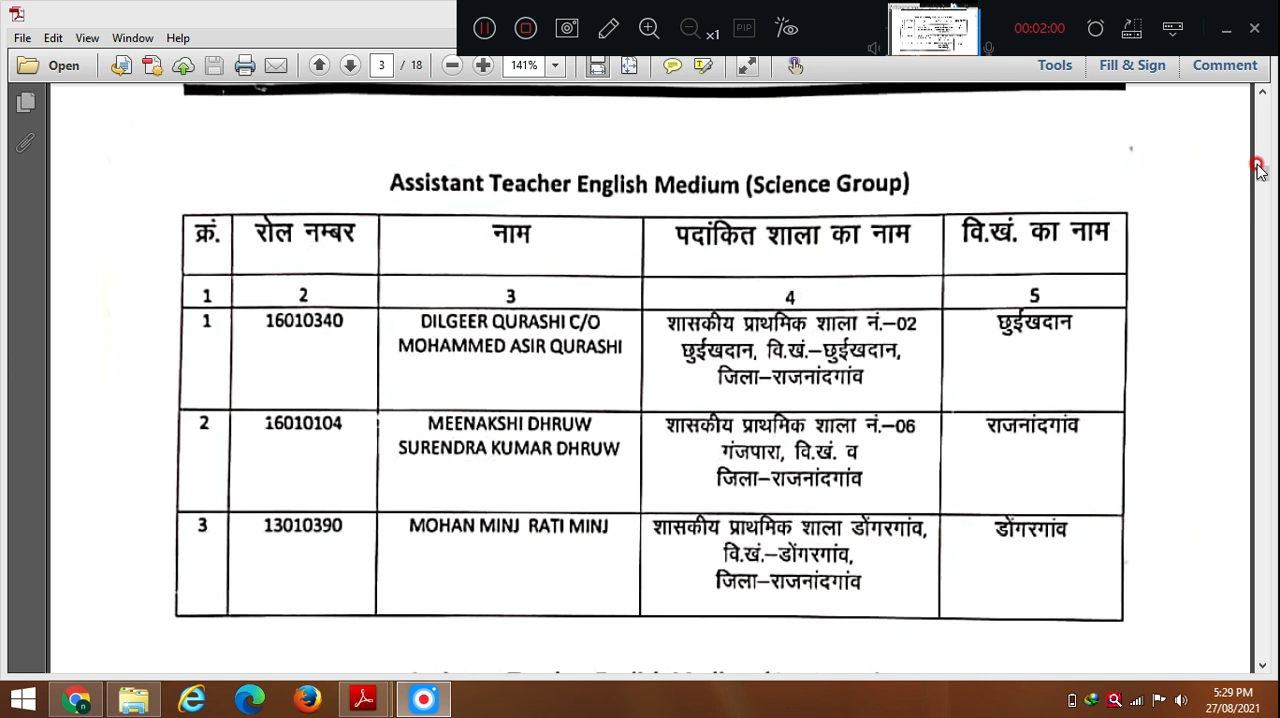 00:02:00
x1
PIP
File Edit View Window Help
Open 3 / 18 141% Tools Fill & Sign Comment
Assistant Teacher English Medium (Science Group)
क्रं. रोल नम्बर नाम पदांकित शाला का नाम वि.खं. का नाम
1 2 3 4 5
1 16010340 DILGEER QURASHI C/O शासकीय प्राथमिक शाला नं.–02 छुईखदान
MOHAMMED ASIR QURASHI छुईखदान, वि.खं.–छुईखदान,
जिला–राजनांदगांव
2 16010104 MEENAKSHI DHRUW शासकीय प्राथमिक शाला नं.–06 राजनांदगांव
SURENDRA KUMAR DHRUW गंजपारा, वि.खं. व
जिला–राजनांदगांव
3 13010390 MOHAN MINJ RATI MINJ शासकीय प्राथमिक शाला डोंगरगांव, डोंगरगांव
वि.खं.–डोंगरगांव,
जिला–राजनांदगांव
5:29 PM
27/08/2021